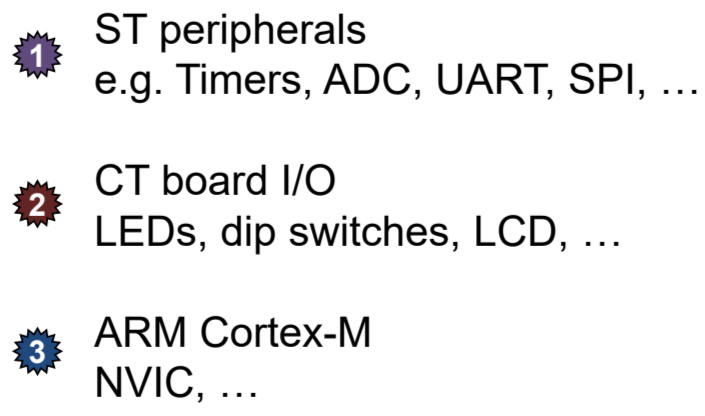 1 ST peripherals
e.g. Timers, ADC, UART, SPI, …
2 CT board I/O
LEDs, dip switches, LCD, …
3 ARM Cortex-M
NVIC, …